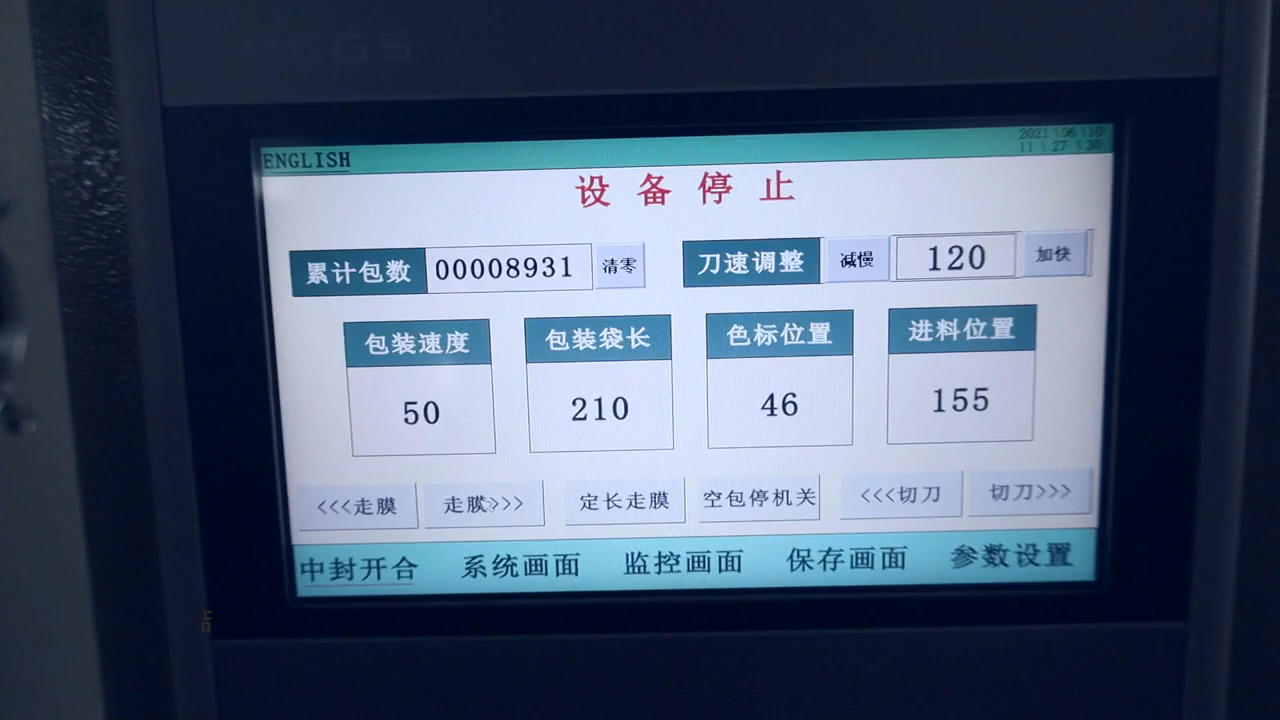 MCGS
ENGLISH
2021 \ 06 \ 10
11 \ 27 \ 30
设备停止
累计包数 00008931 清零 刀速调整 减慢 120 加快
包装速度 包装袋长 色标位置 进料位置
50 210 46 155
<<<走膜 走膜>>> 定长走膜 空包停机关 <<<切刀 切刀>>>
中封开合 系统画面 监控画面 保存画面 参数设置